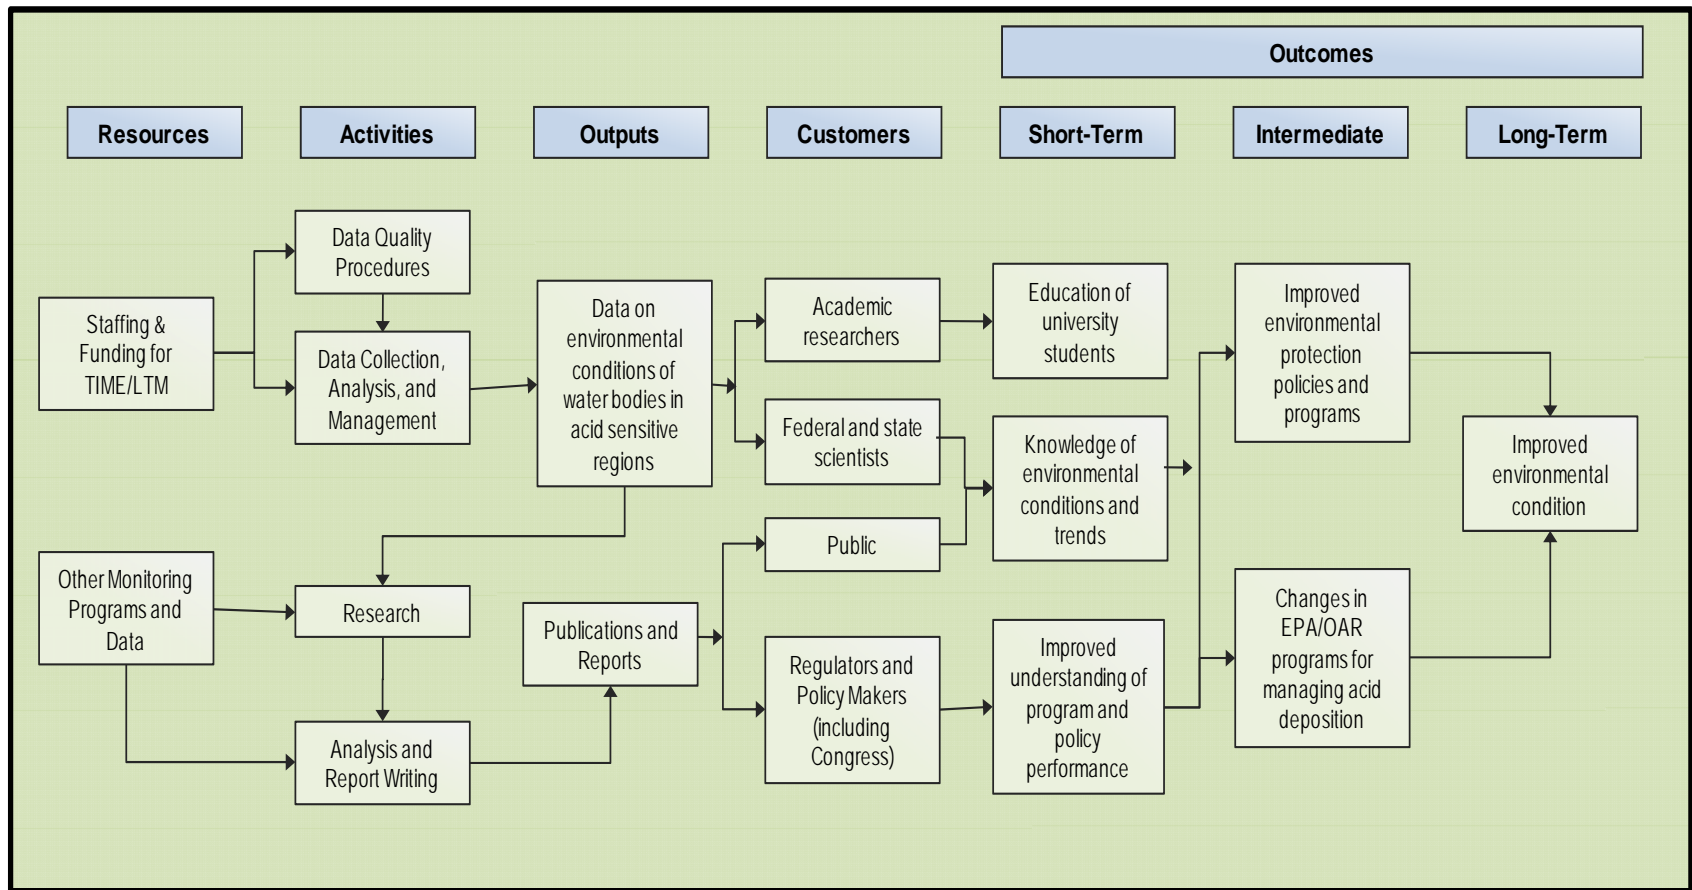 Outcomes
Resources
Activities
Outputs
Customers
Short-Term
Intermediate
Long-Term
Staffing &
Funding for
TIME/LTM
Other Monitoring
Programs and
Data
Data Quality
Procedures
Data Collection,
Analysis, and
Management
Research
Analysis and
Report Writing
Data on
environmental
conditions of
water bodies in
acid sensitive
regions
Publications and
Reports
Academic
researchers
Federal and state
scientists
Public
Regulators and
Policy Makers
(including
Congress)
Education of
university
students
Knowledge of
environmental
conditions and
trends
Improved
understanding of
program and
policy
performance
Improved
environmental
protection
policies and
programs
Changes in
EPA/OAR
programs for
managing acid
deposition
Improved
environmental
condition